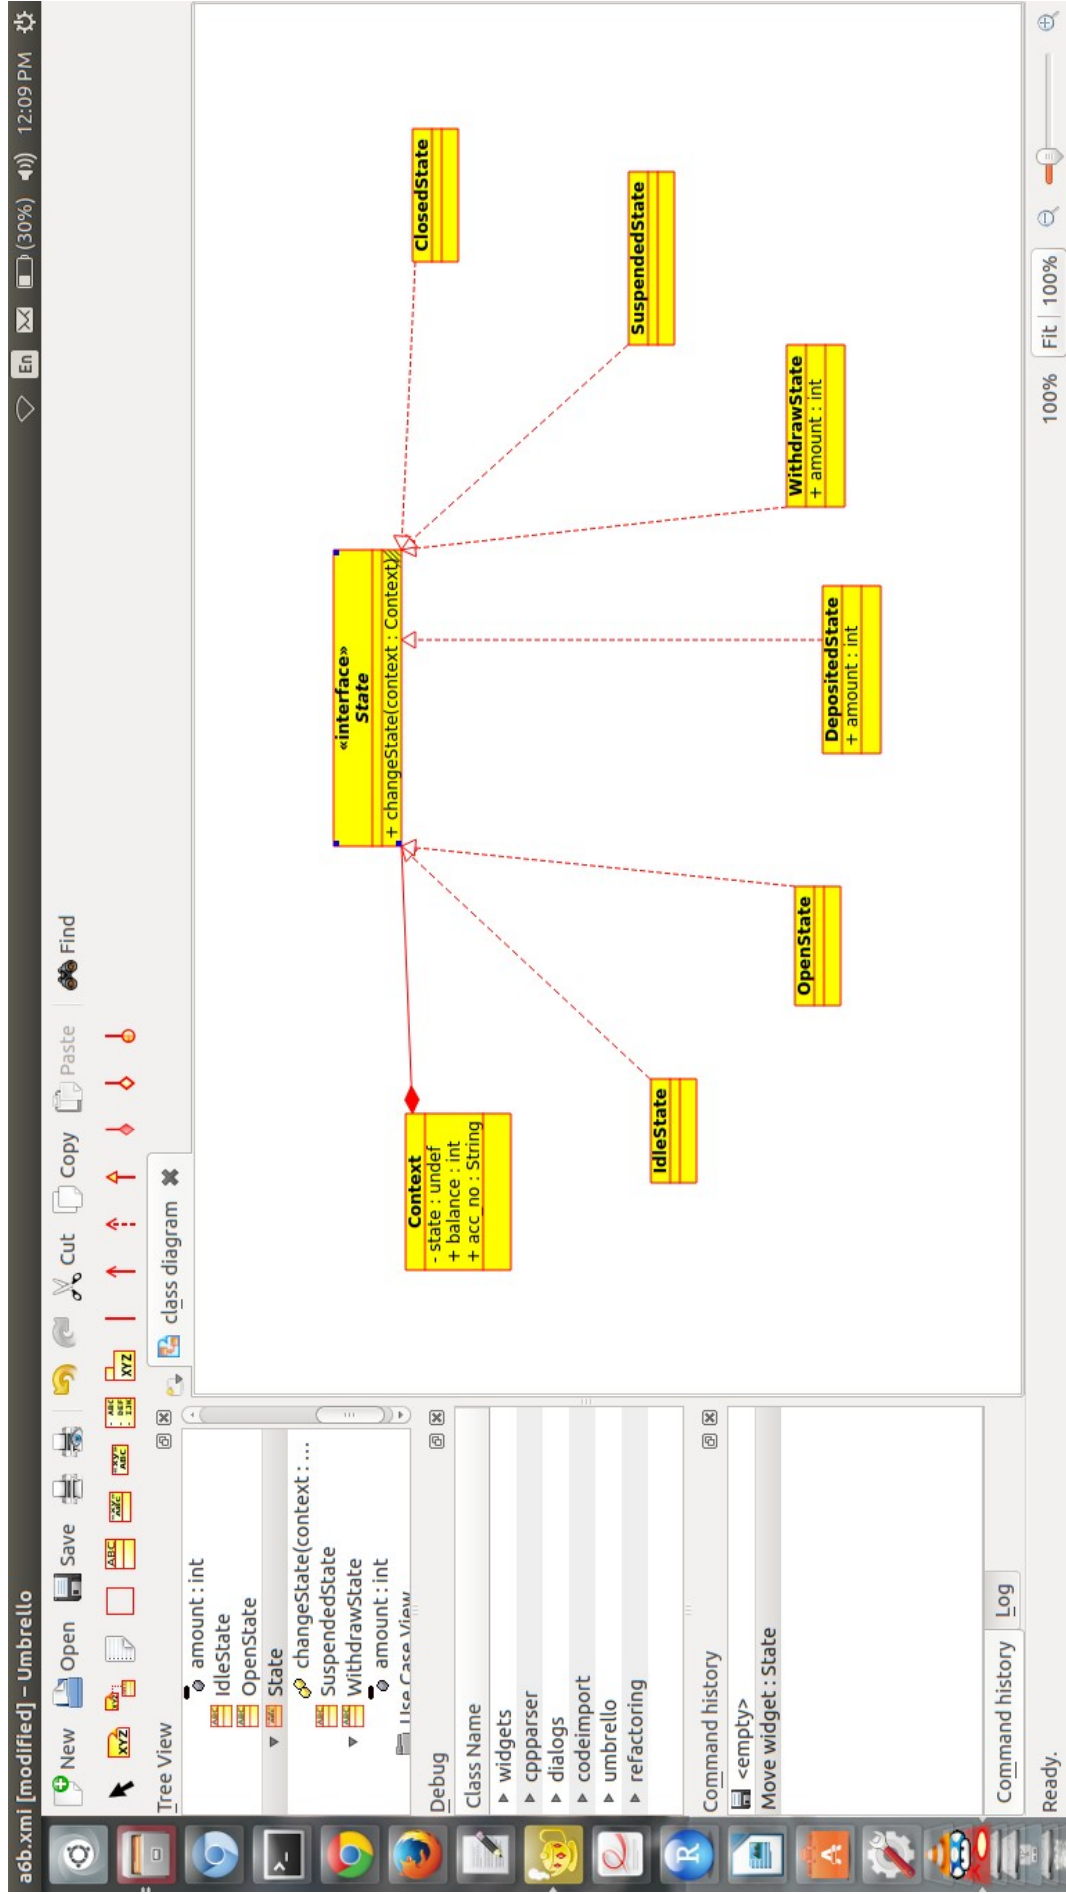 a6b.xmi [modified] – Umbrello
En
(30%)
12:09 PM
New
Open
Save
Cut
Copy
Paste
Find
XYZ
ABC
XYZ
Tree View
amount : int
IdleState
OpenState
State
changeState(context : ...
SuspendedState
WithdrawState
amount : int
Use Case View
Debug
Class Name
widgets
cppparser
dialogs
codeimport
umbrello
refactoring
Command history
<empty>
Move widget : State
Command history
Log
Ready.
class diagram
«interface»
State
+ changeState(context : Context)
Context
- state : undef
+ balance : int
+ acc_no : String
IdleState
OpenState
DepositedState
+ amount : int
WithdrawState
+ amount : int
SuspendedState
ClosedState
100%
Fit
100%